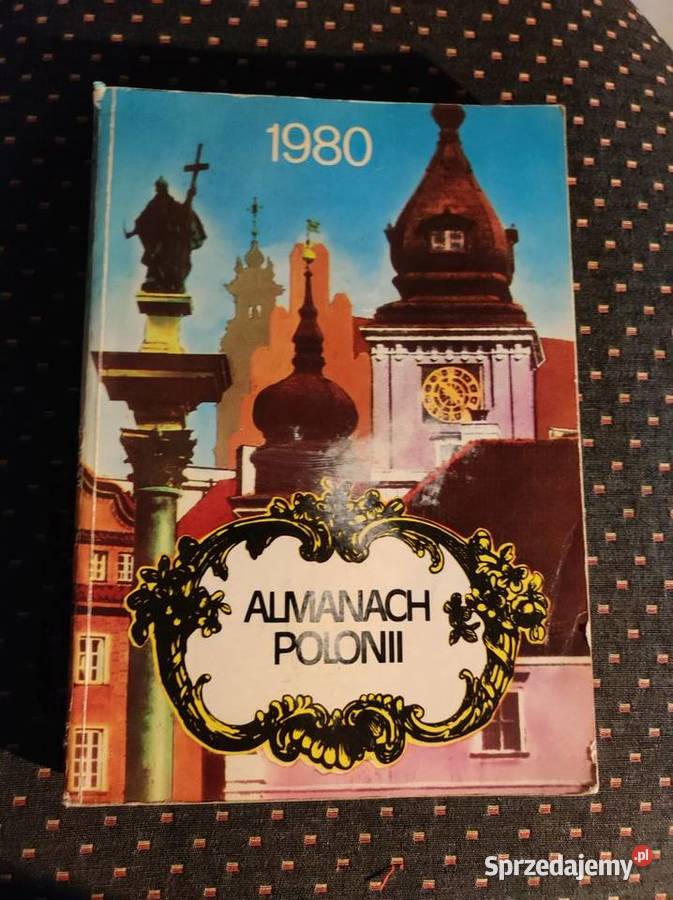 1980
ALMANACH
POLONII
Sprzedajemy.pl